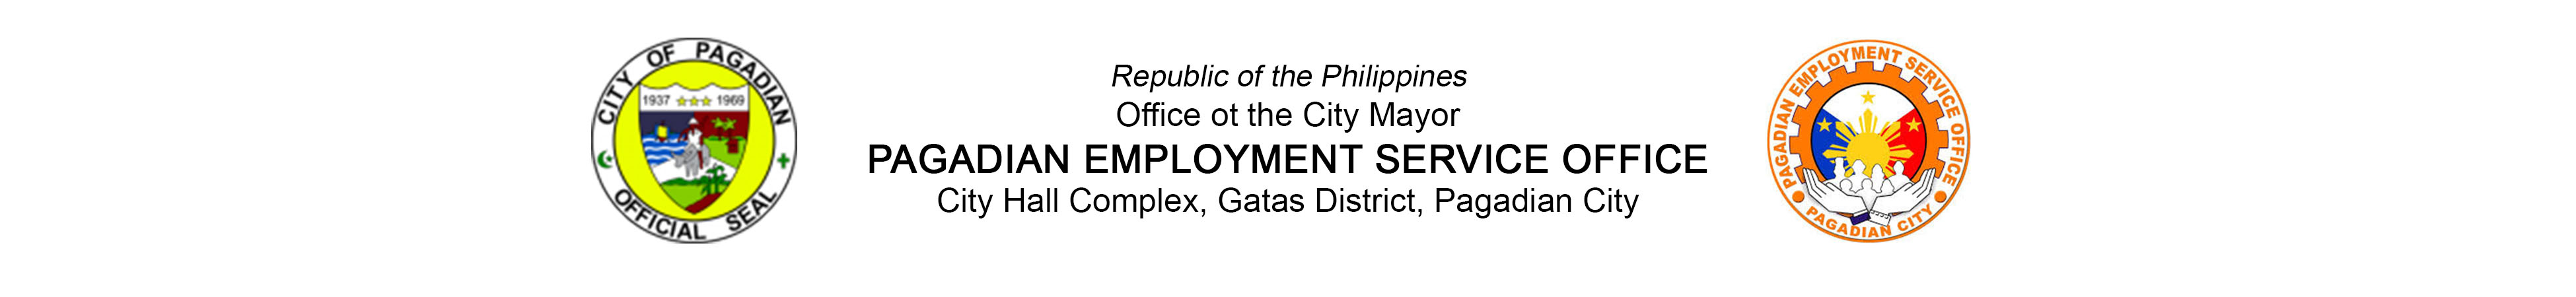 CITY OF PAGADIAN
1937 1969
OFFICIAL SEAL
Republic of the Philippines
Office ot the City Mayor
PAGADIAN EMPLOYMENT SERVICE OFFICE
City Hall Complex, Gatas District, Pagadian City
PAGADIAN EMPLOYMENT SERVICE OFFICE
PAGADIAN CITY